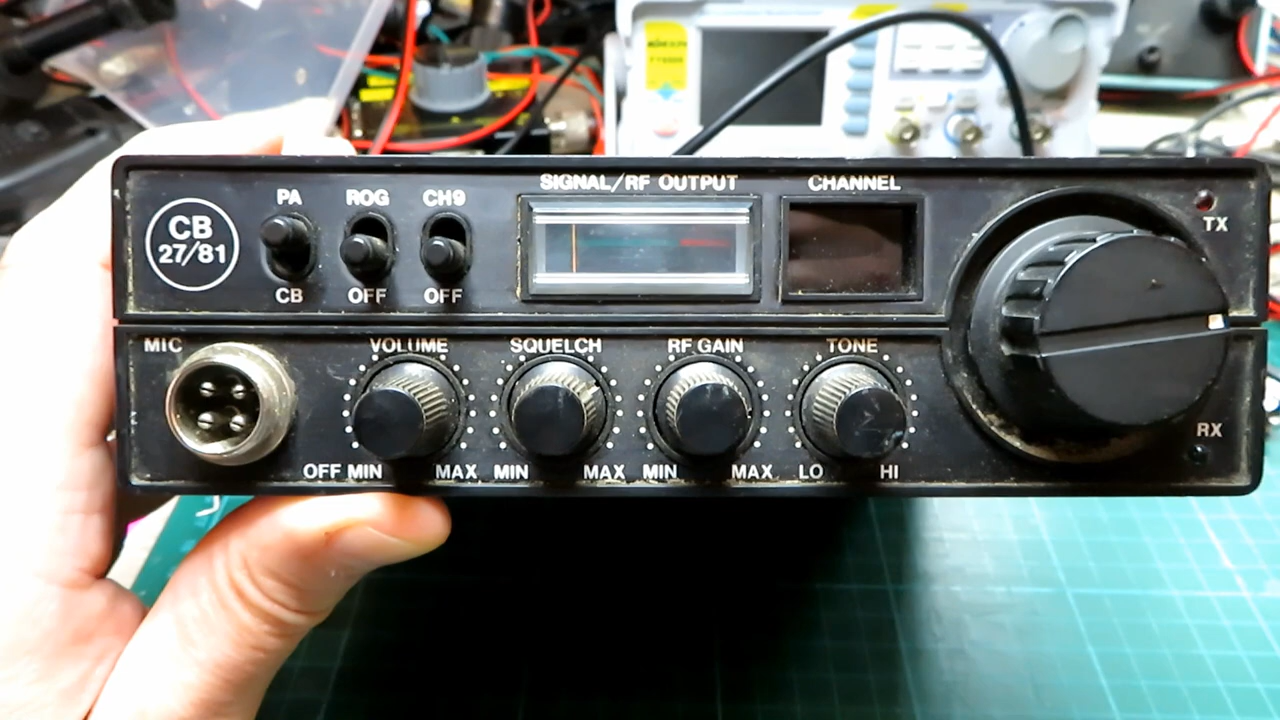 SIGNAL/RF OUTPUT
CHANNEL
PA
ROG
CH9
TX
CB
27/81
CB
OFF
OFF
MIC
VOLUME
SQUELCH
RF GAIN
TONE
RX
OFF MIN
MAX
MIN
MAX
MIN
MAX
LO
HI